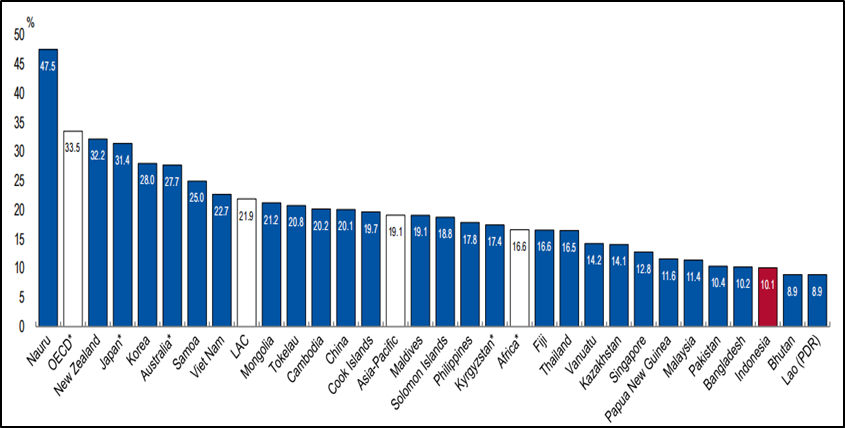 %
50
45
40
35
30
25
20
15
10
5
0
47.5
33.5
32.2
31.4
28.0
27.7
25.0
22.7
21.9
21.2
20.8
20.2
20.1
19.7
19.1
19.1
18.8
17.8
17.4
16.6
16.6
16.5
14.2
14.1
12.8
11.6
11.4
10.4
10.2
10.1
8.9
8.9
Nauru
OECD*
New Zealand
Japan*
Korea
Australia*
Samoa
Viet Nam
LAC
Mongolia
Tokelau
Cambodia
China
Cook Islands
Asia-Pacific
Maldives
Solomon Islands
Philippines
Kyrgyzstan*
Africa*
Fiji
Thailand
Vanuatu
Kazakhstan
Singapore
Papua New Guinea
Malaysia
Pakistan
Bangladesh
Indonesia
Bhutan
Lao (PDR)